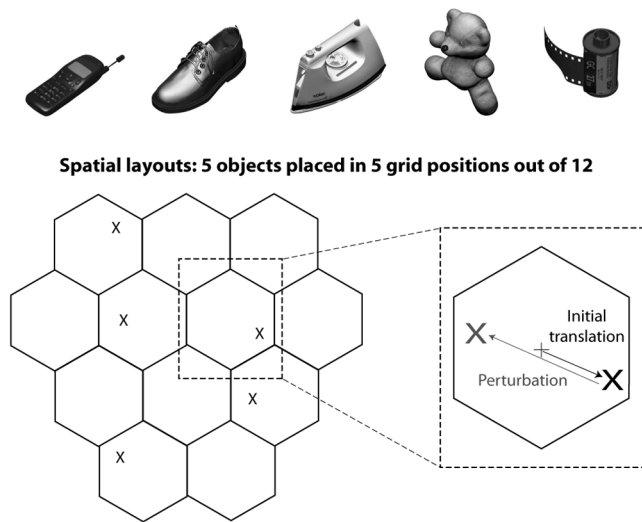 Spatial layouts: 5 objects placed in 5 grid positions out of 12
X
X
X
X
X
Initial
translation
X
X
Perturbation